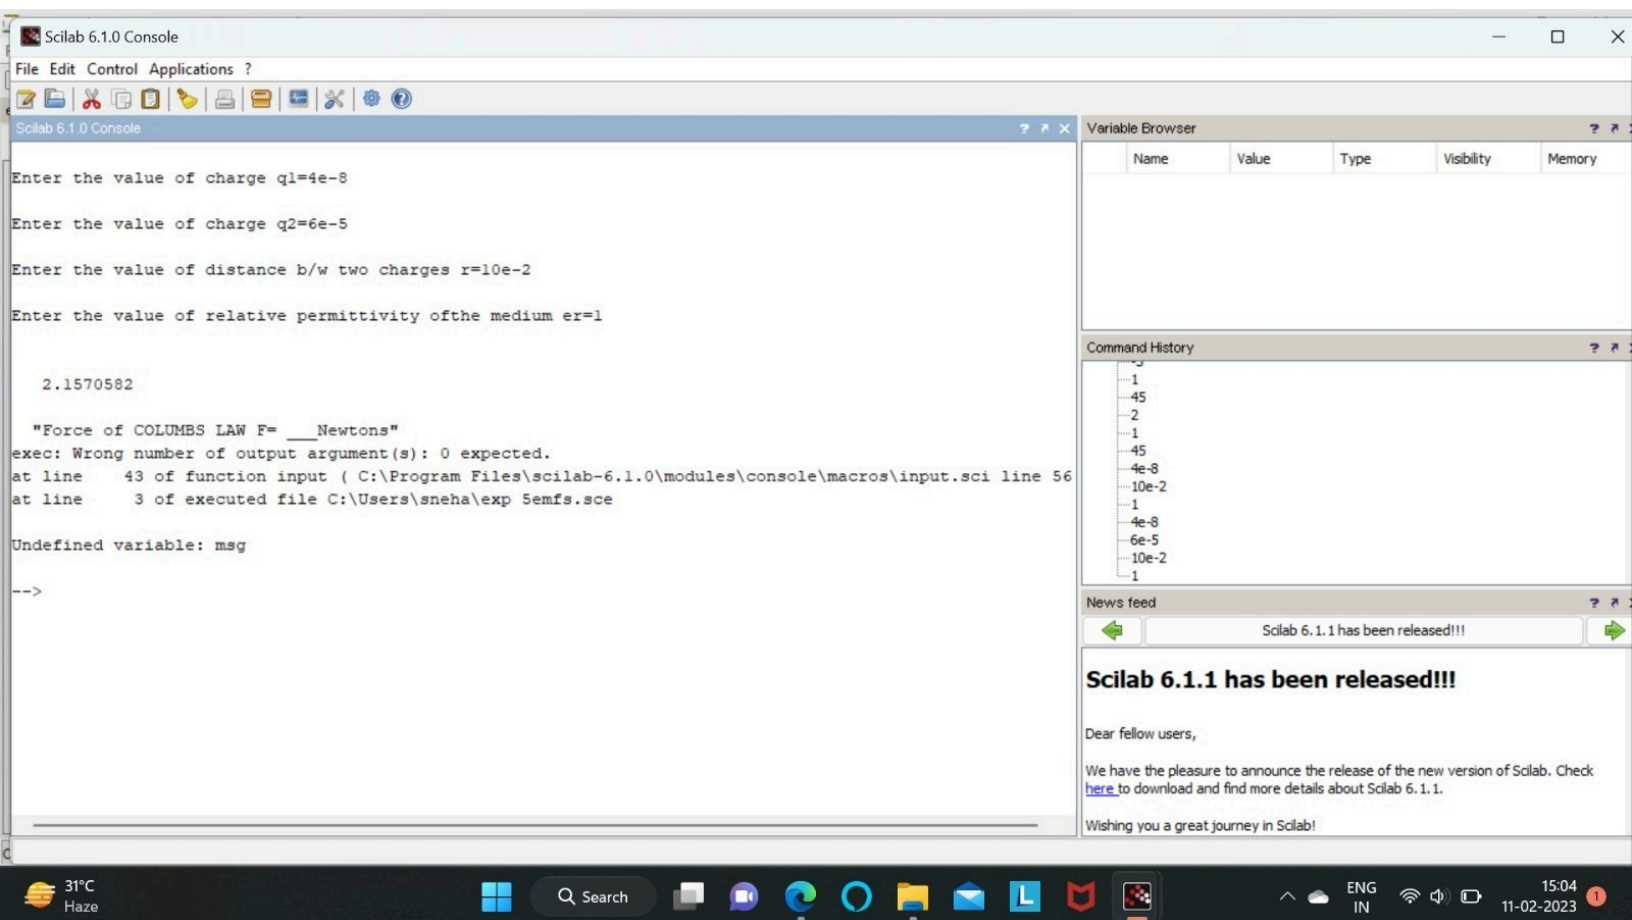 Scilab 6.1.0 Console
File Edit Control Applications ?
Scilab 6.1.0 Console
Enter the value of charge q1=4e-8
Enter the value of charge q2=6e-5
Enter the value of distance b/w two charges r=10e-2
Enter the value of relative permittivity ofthe medium er=1
2.1570582
"Force of COLUMBS LAW F= ___Newtons"
exec: Wrong number of output argument(s): 0 expected.
at line 43 of function input ( C:\Program Files\scilab-6.1.0\modules\console\macros\input.sci line 56
at line 3 of executed file C:\Users\sneha\exp 5emfs.sce
Undefined variable: msg
-->
Variable Browser
Name Value Type Visibility Memory
Command History
1
45
2
1
45
4e-8
10e-2
1
4e-8
6e-5
10e-2
1
News feed
Scilab 6.1.1 has been released!!!
Scilab 6.1.1 has been released!!!
Dear fellow users,
We have the pleasure to announce the release of the new version of Scilab. Check
here to download and find more details about Scilab 6.1.1.
Wishing you a great journey in Scilab!
31°C
Haze
Search
L
ENG
IN
15:04
11-02-2023
1